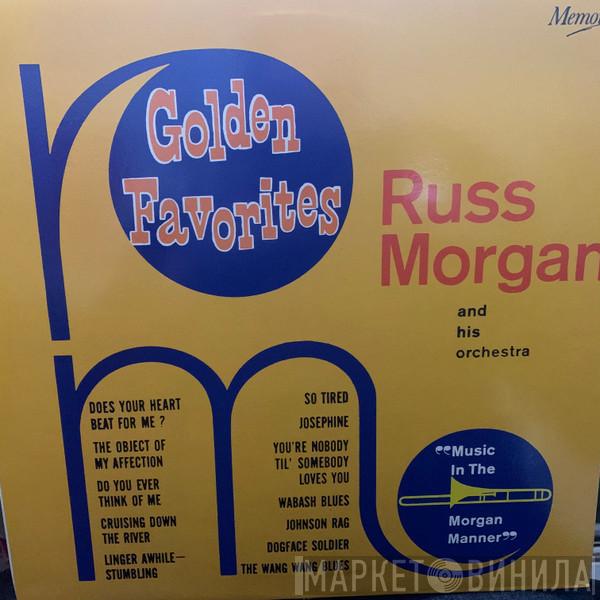 Golden
Favorites
Russ
Morgan
and
his
orchestra
DOES YOUR HEART
BEAT FOR ME ?
THE OBJECT OF
MY AFFECTION
DO YOU EVER
THINK OF ME
CRUISING DOWN
THE RIVER
LINGER AWHILE—
STUMBLING
SO TIRED
JOSEPHINE
YOU'RE NOBODY
TIL' SOMEBODY
LOVES YOU
WABASH BLUES
JOHNSON RAG
DOGFACE SOLDIER
THE WANG WANG BLUES
"Music
In The
Morgan
Manner"
МАРКЕТ ВИНИЛА